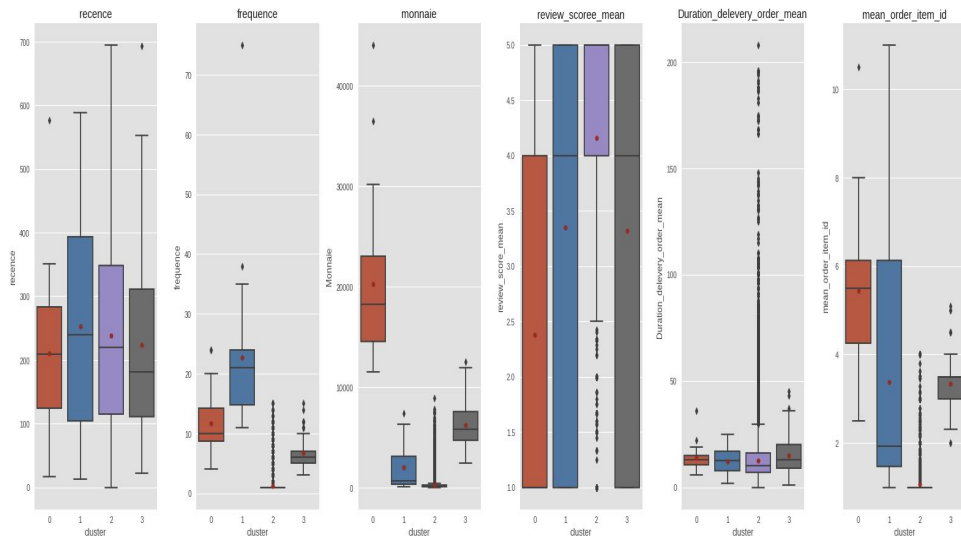 recence
frequence
monnaie
review_scoree_mean
Duration_delevery_order_mean
mean_order_item_id
recence
700
600
500
400
300
200
100
0
0 1 2 3
cluster
frequence
70
60
50
40
30
20
10
0
0 1 2 3
cluster
Monnaie
40000
30000
20000
10000
0
0 1 2 3
cluster
review_score_mean
5.0
4.5
4.0
3.5
3.0
2.5
2.0
1.5
1.0
0 1 2 3
cluster
Duration_delevery_order_mean
200
150
100
50
0
0 1 2 3
cluster
mean_order_item_id
10
8
6
4
2
0 1 2 3
cluster